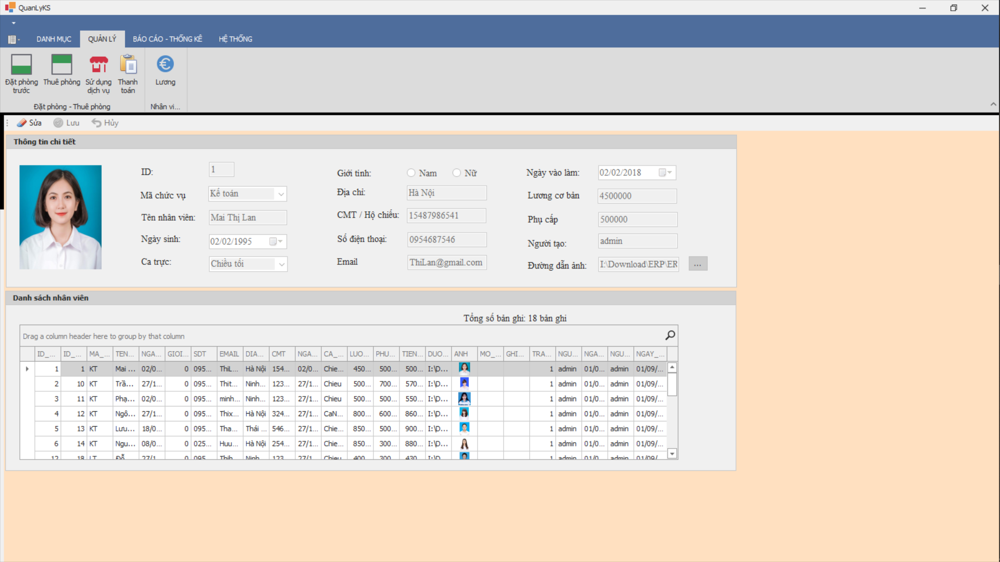 QuanLyKS
DANH MỤC QUẢN LÝ BÁO CÁO - THỐNG KÊ HỆ THỐNG
Đặt phòng trước
Thuê phòng
Sử dụng dịch vụ
Thanh toán
Lương
Đặt phòng - Thuê phòng
Nhân vi...
Sửa Lưu Hủy
Thông tin chi tiết
ID: 1
Mã chức vụ Kế toán
Tên nhân viên: Mai Thị Lan
Ngày sinh: 02/02/1995
Ca trực: Chiều tối
Giới tính: Nam Nữ
Địa chỉ: Hà Nội
CMT / Hộ chiếu: 15487986541
Số điện thoại: 0954687546
Email ThiLan@gmail.com
Ngày vào làm: 02/02/2018
Lương cơ bản 4500000
Phụ cấp 500000
Người tạo: admin
Đường dẫn ảnh: I:\Download\ERP\ER ...
Danh sách nhân viên
Tổng số bản ghi: 18 bản ghi
Drag a column header here to group by that column
ID_... ID_... MA_... TEN... NGA... GIOI... SDT EMAIL DIA... CMT NGA... CA_... LUO... PHU... TIEN... DUO... ANH MO_... GHI... TRA... NGU... NGA... NGU... NGAY_...
1 1 KT Mai ... 02/0... 0 095... ThiL... Hà Nội 154... 02/0... Chie... 450... 500... 500... I:\D... 1 admin 01/0... admin 01/09/...
2 10 KT Trầ... 27/1... 0 095... Thit... Ninh... 123... 27/1... Chieu 500... 700... 570... I:\D... 1 admin 01/0... admin 01/09/...
3 11 KT Phạ... 02/0... 0 095... minh... Ninh... 123... 27/1... Chieu 500... 500... 550... I:\D... 1 admin 01/0... admin 01/09/...
4 12 KT Ngô... 27/1... 0 095... Thix... Hà Nội 324... 27/1... CaN... 800... 600... 860... I:\D... 1 admin 01/0... admin 01/09/...
5 13 KT Lưu... 18/0... 0 095... Tha... Thái ... 546... 27/1... Chie... 850... 500... 900... I:\D... 1 admin 01/0... admin 01/09/...
6 14 KT Ngu... 08/0... 0 025... Huu... Hà Nội 254... 27/1... Chie... 850... 300... 880... I:\D... 1 admin 01/0... admin 01/09/...
12 18 LT Đỗ 27/1 0 095 Thih Ninh 123 27/1 Chieu 400 300 430 I:\D 1 admin 01/0 admin 01/09/